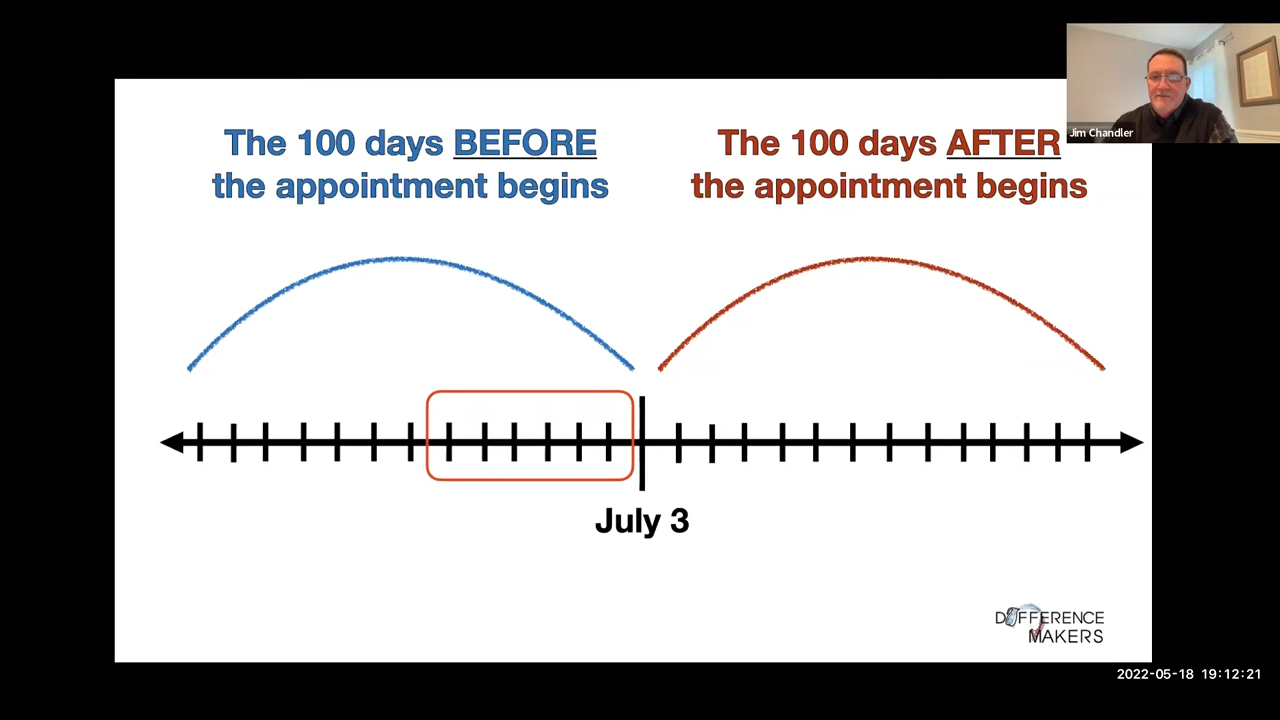 The 100 days BEFORE
the appointment begins
The 100 days AFTER
the appointment begins
Jim Chandler
July 3
DIFFERENCE
MAKERS
2022-05-18 19:12:21